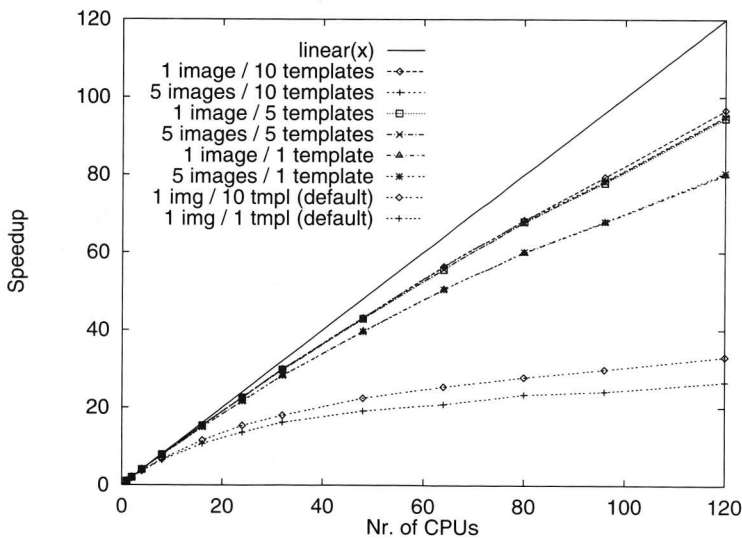 120
100
80
60
40
20
0
Speedup
linear(x)
1 image / 10 templates
5 images / 10 templates
1 image / 5 templates
5 images / 5 templates
1 image / 1 template
5 images / 1 template
1 img / 10 tmpl (default)
1 img / 1 tmpl (default)
0 20 40 60 80 100 120
Nr. of CPUs